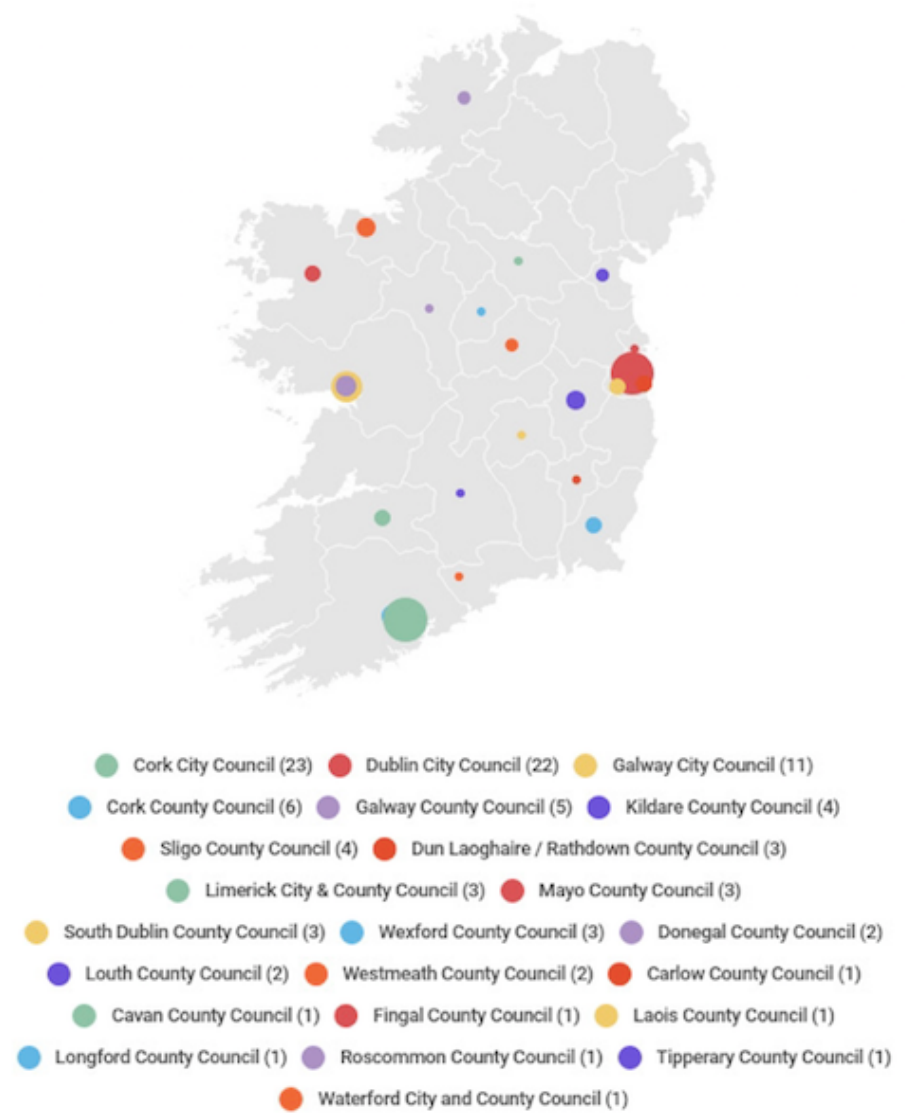 Cork City Council (23) Dublin City Council (22) Galway City Council (11)
Cork County Council (6) Galway County Council (5) Kildare County Council (4)
Sligo County Council (4) Dun Laoghaire / Rathdown County Council (3)
Limerick City & County Council (3) Mayo County Council (3)
South Dublin County Council (3) Wexford County Council (3) Donegal County Council (2)
Louth County Council (2) Westmeath County Council (2) Carlow County Council (1)
Cavan County Council (1) Fingal County Council (1) Laois County Council (1)
Longford County Council (1) Roscommon County Council (1) Tipperary County Council (1)
Waterford City and County Council (1)